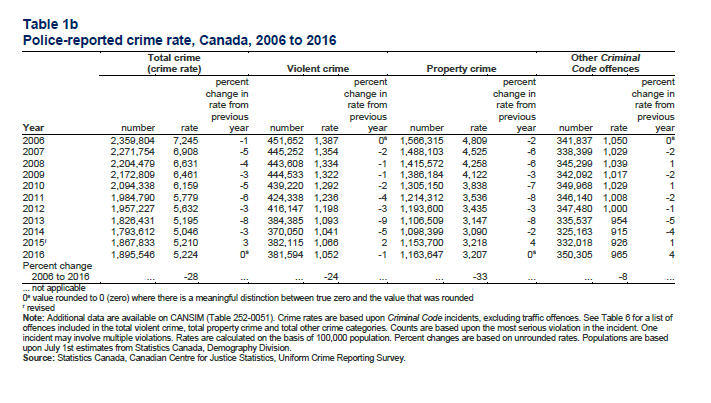 Table 1b
Police-reported crime rate, Canada, 2006 to 2016
Total crime (crime rate) Violent crime Property crime Other Criminal Code offences
percent change in rate from previous year percent change in rate from previous year percent change in rate from previous year percent change in rate from previous year
Year number rate number rate number rate number rate
2006 2,359,804 7,245 -1 451,652 1,387 0ˢ 1,566,315 4,809 -2 341,837 1,050 0ˢ
2007 2,271,754 6,908 -5 445,252 1,354 -2 1,488,103 4,525 -6 338,399 1,029 -2
2008 2,204,479 6,631 -4 443,608 1,334 -1 1,415,572 4,258 -6 345,299 1,039 1
2009 2,172,809 6,461 -3 444,533 1,322 -1 1,386,184 4,122 -3 342,092 1,017 -2
2010 2,094,338 6,159 -5 439,220 1,292 -2 1,305,150 3,838 -7 349,968 1,029 1
2011 1,984,790 5,779 -6 424,338 1,236 -4 1,214,312 3,536 -8 346,140 1,008 -2
2012 1,957,227 5,632 -3 416,147 1,198 -3 1,193,600 3,435 -3 347,480 1,000 -1
2013 1,826,431 5,195 -8 384,385 1,093 -9 1,106,509 3,147 -8 335,537 954 -5
2014 1,793,612 5,046 -3 370,050 1,041 -5 1,098,399 3,090 -2 325,163 915 -4
2015ʳ 1,867,833 5,210 3 382,115 1,066 2 1,153,700 3,218 4 332,018 926 1
2016 1,895,546 5,224 0ˢ 381,594 1,052 -1 1,163,647 3,207 0ˢ 350,305 965 4
Percent change
2006 to 2016 ... -28 ... ... -24 ... ... -33 ... ... -8 ...
... not applicable
0ˢ value rounded to 0 (zero) where there is a meaningful distinction between true zero and the value that was rounded
ʳ revised
Note: Additional data are available on CANSIM (Table 252-0051). Crime rates are based upon Criminal Code incidents, excluding traffic offences. See Table 6 for a list of
offences included in the total violent crime, total property crime and total other crime categories. Counts are based upon the most serious violation in the incident. One
incident may involve multiple violations. Rates are calculated on the basis of 100,000 population. Percent changes are based on unrounded rates. Populations are based
upon July 1st estimates from Statistics Canada, Demography Division.
Source: Statistics Canada, Canadian Centre for Justice Statistics, Uniform Crime Reporting Survey.